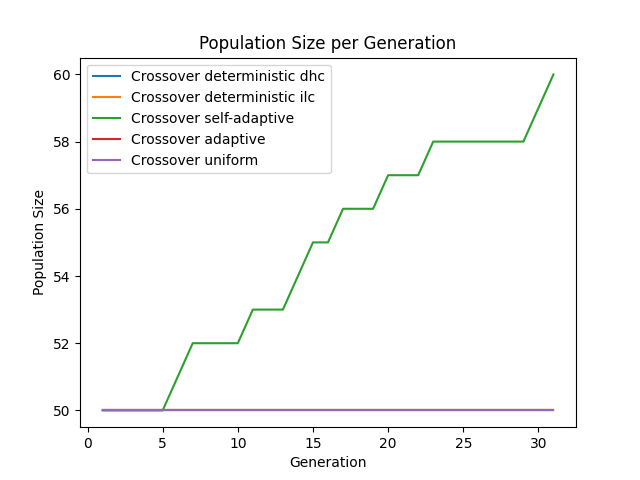 Population Size per Generation
Crossover deterministic dhc
Crossover deterministic ilc
Crossover self-adaptive
Crossover adaptive
Crossover uniform
Population Size
60
58
56
54
52
50
0 5 10 15 20 25 30
Generation